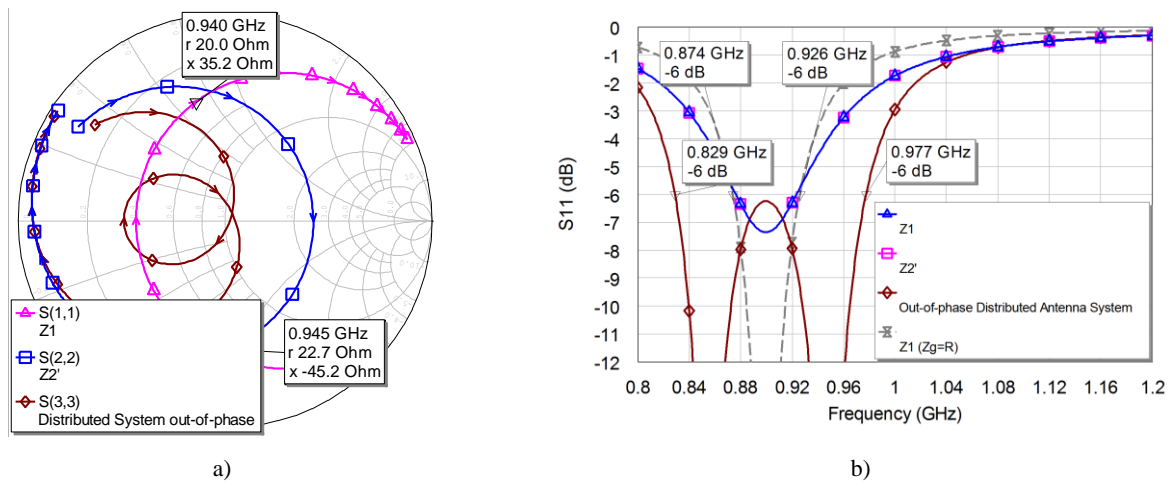 0.940 GHz
r 20.0 Ohm
x 35.2 Ohm
0.945 GHz
r 22.7 Ohm
x -45.2 Ohm
S(1,1)
Z1
S(2,2)
Z2'
S(3,3)
Distributed System out-of-phase
a)
S11 (dB)
0
-1
-2
-3
-4
-5
-6
-7
-8
-9
-10
-11
-12
0.874 GHz
-6 dB
0.926 GHz
-6 dB
0.829 GHz
-6 dB
0.977 GHz
-6 dB
Z1
Z2'
Out-of-phase Distributed Antenna System
Z1 (Zg=R)
0.8 0.84 0.88 0.92 0.96 1 1.04 1.08 1.12 1.16 1.2
Frequency (GHz)
b)